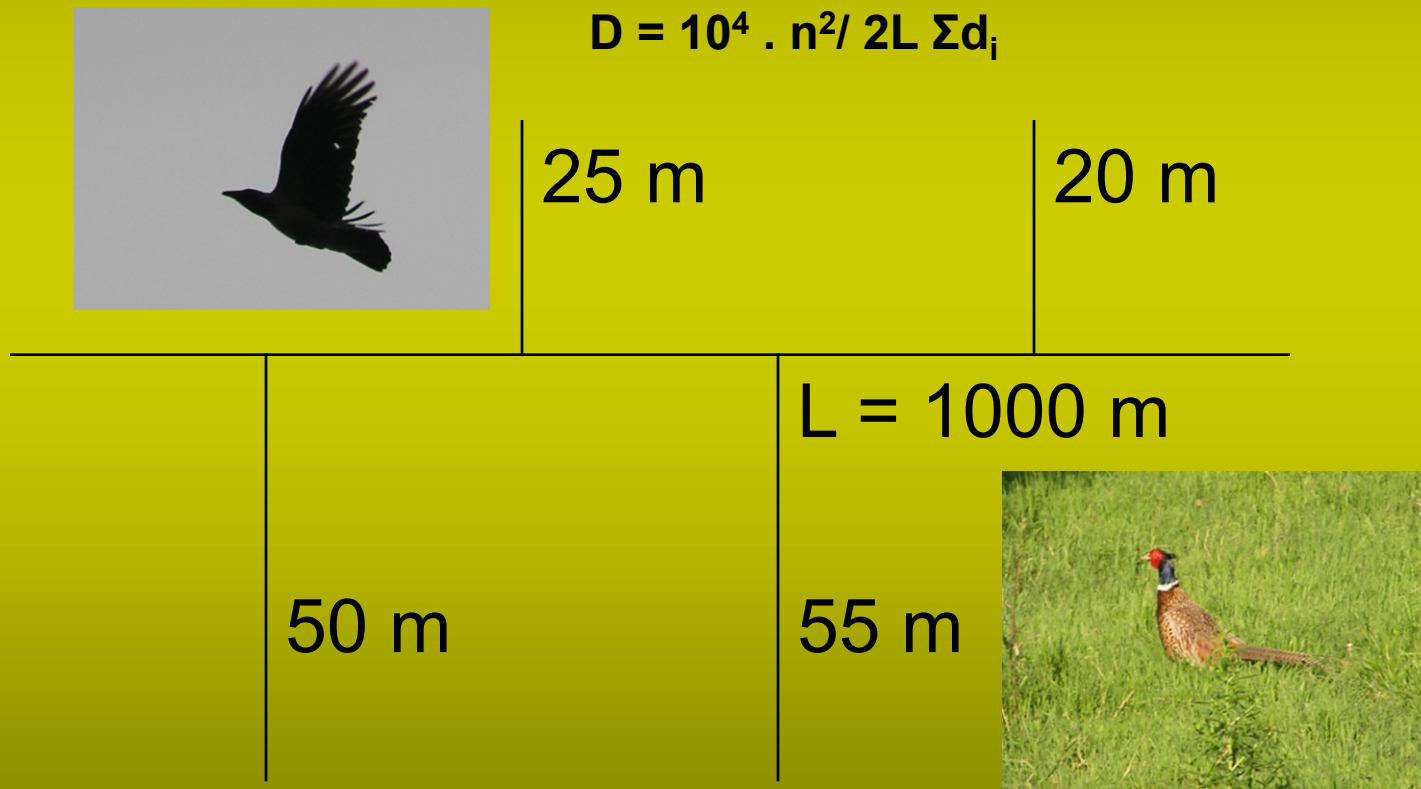 D = 10⁴ . n²/ 2L Σdᵢ
25 m
20 m
L = 1000 m
50 m
55 m